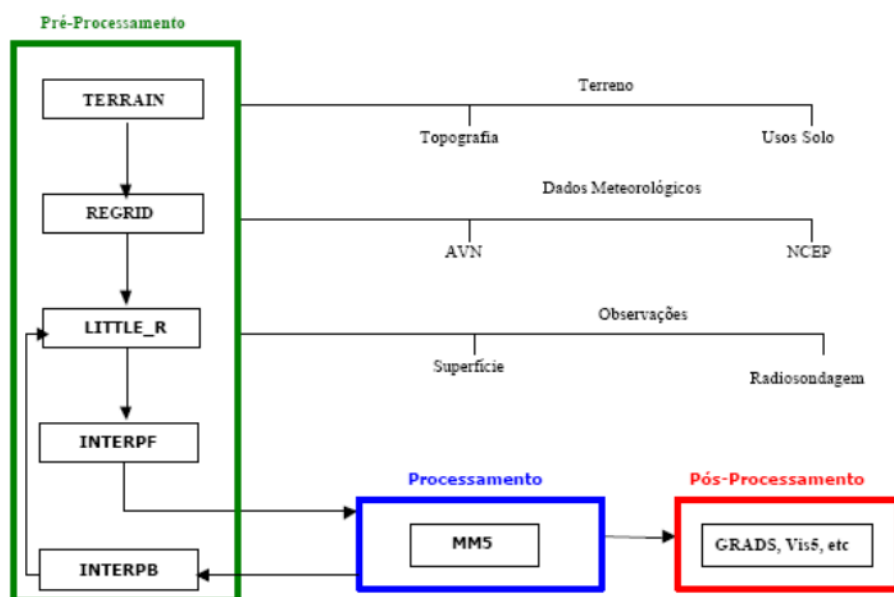 Pré-Processamento
TERRAIN
Terreno
Topografia
Usos Solo
REGRID
Dados Meteorológicos
AVN
NCEP
LITTLE_R
Observações
Superfície
Radiosondagem
INTERPF
Processamento
MM5
Pós-Processamento
GRADS, Vis5, etc
INTERPB